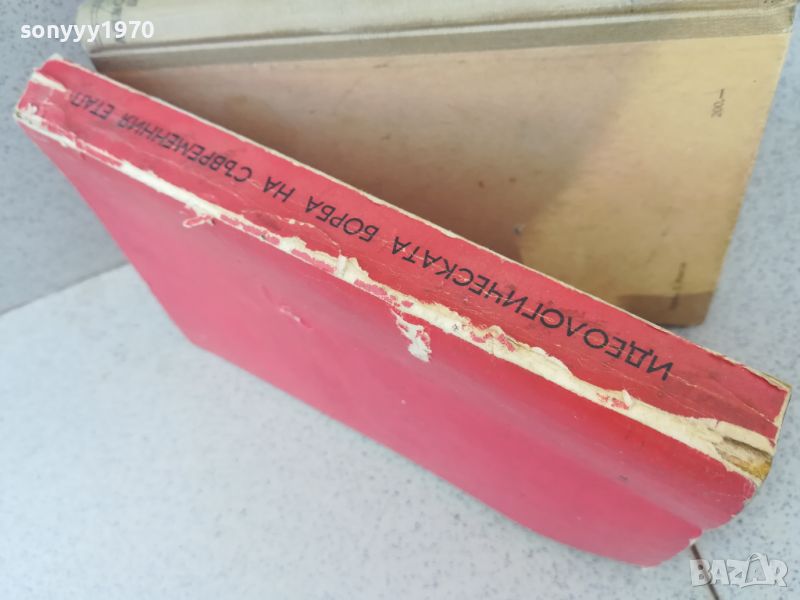 sonyyy1970
ИДЕОЛОГИЧЕСКАТА БОРБА НА СЪВРЕМЕННИЯ ЕТАП
200,—
BAZAR